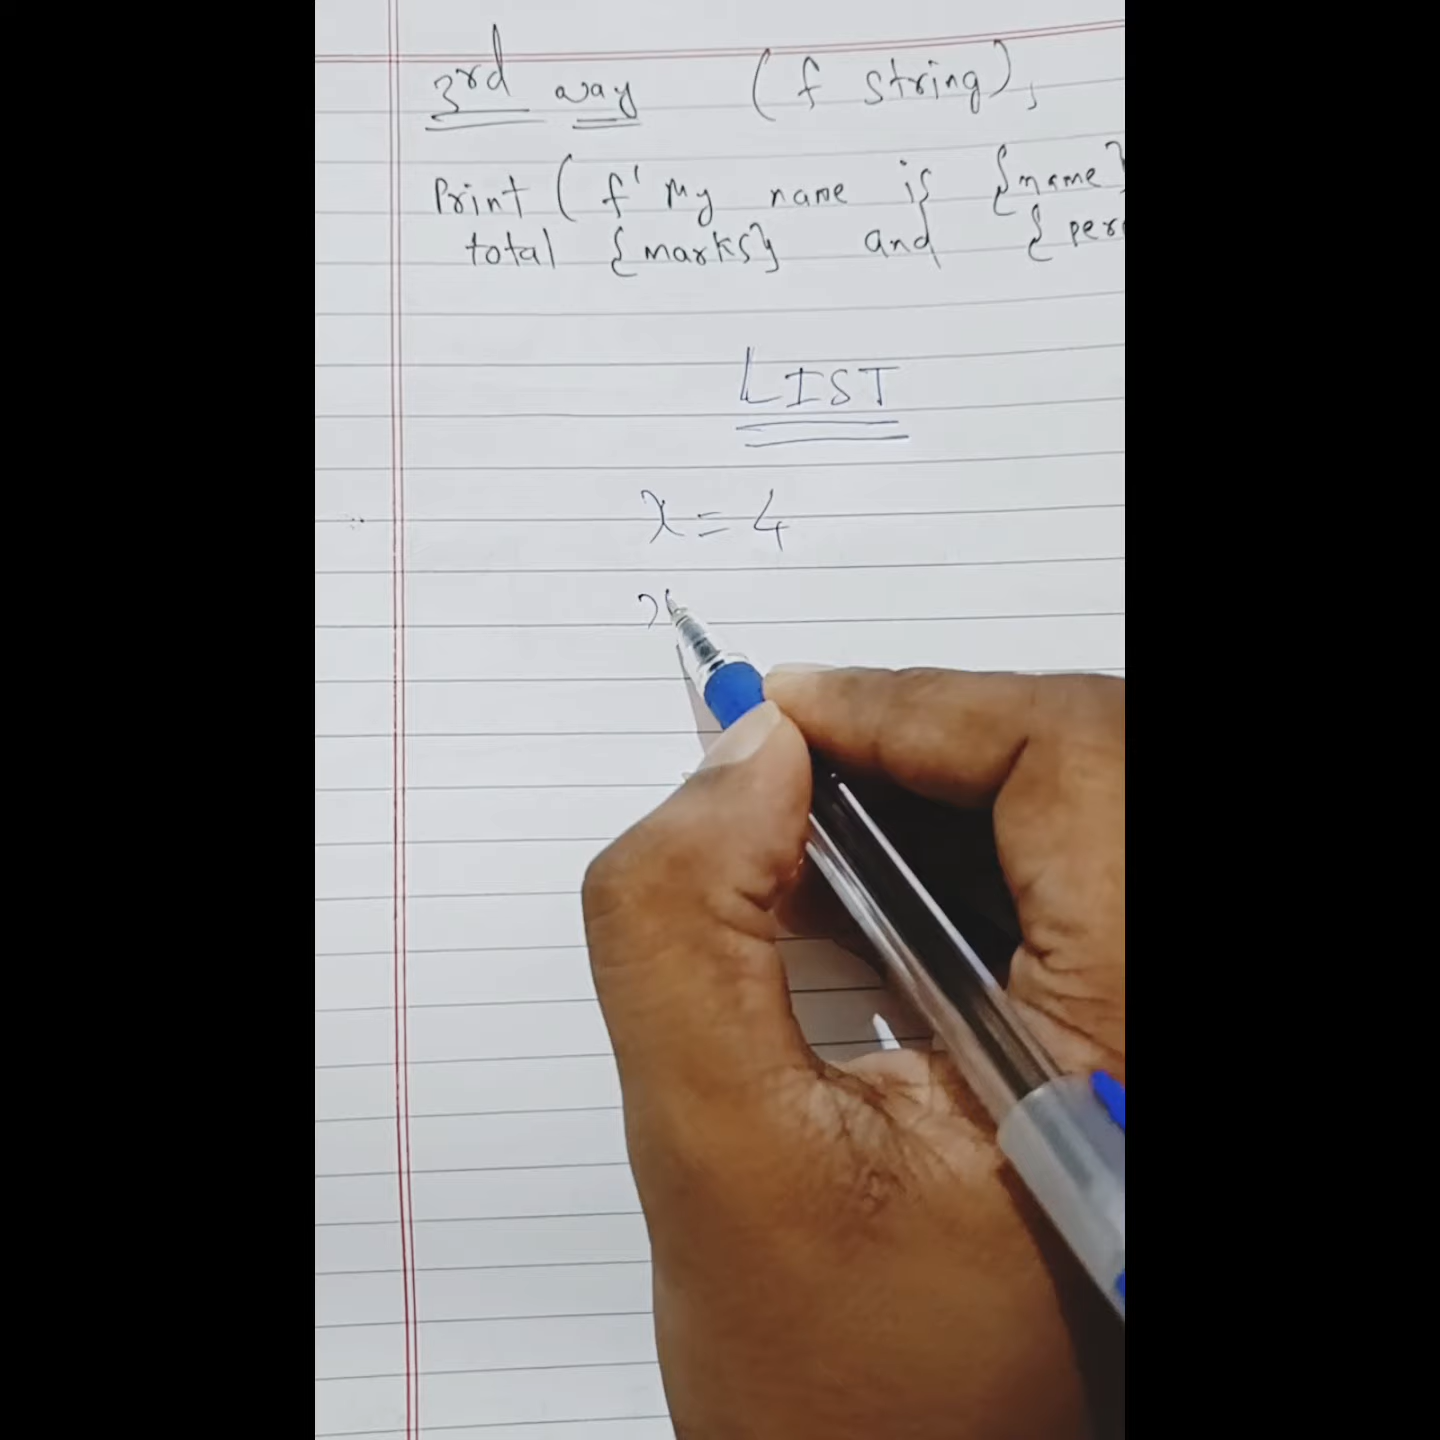 3rd way (f string),
Print (f' My name is {name}
total {marks} and {per
LIST
x = 4
x